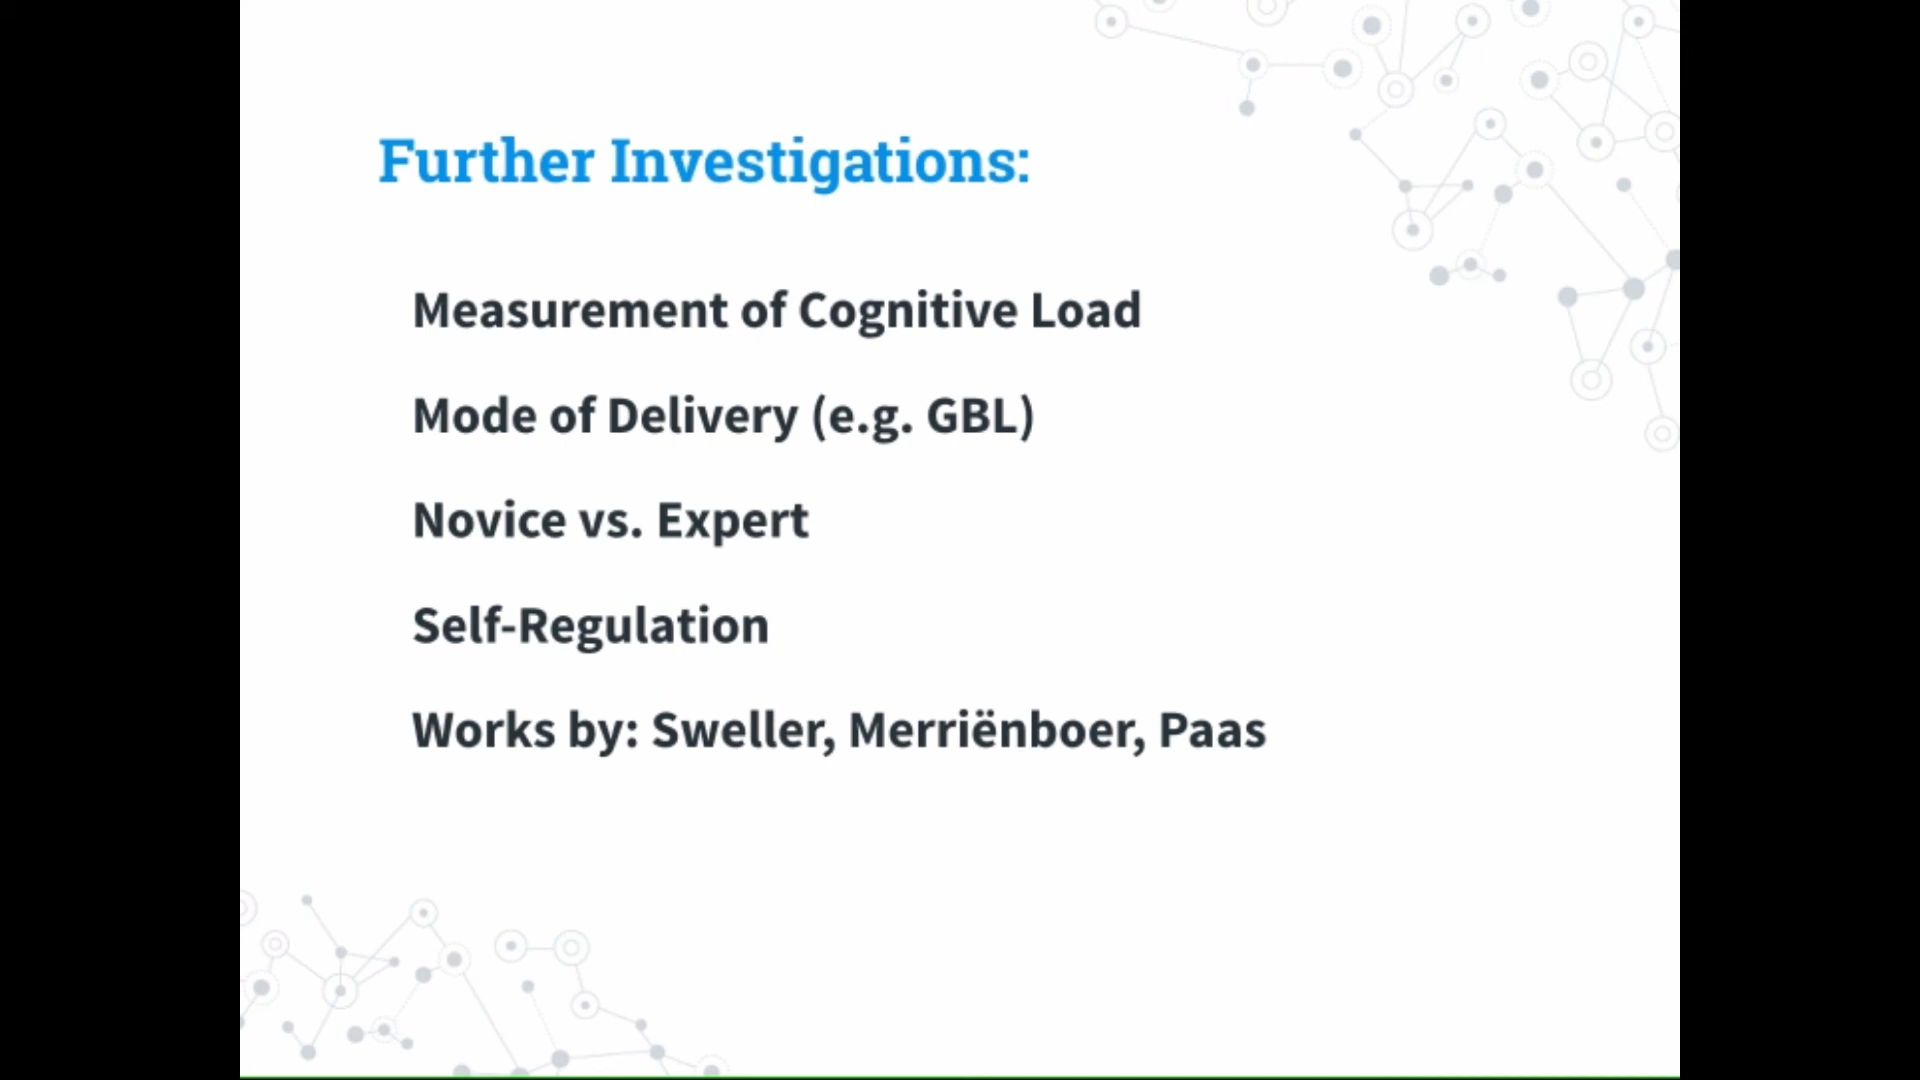 Further Investigations:
Measurement of Cognitive Load
Mode of Delivery (e.g. GBL)
Novice vs. Expert
Self-Regulation
Works by: Sweller, Merriënboer, Paas